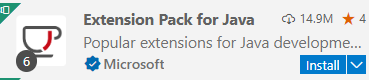 Extension Pack for Java 14.9M 4
Popular extensions for Java developme...
6 Microsoft Install